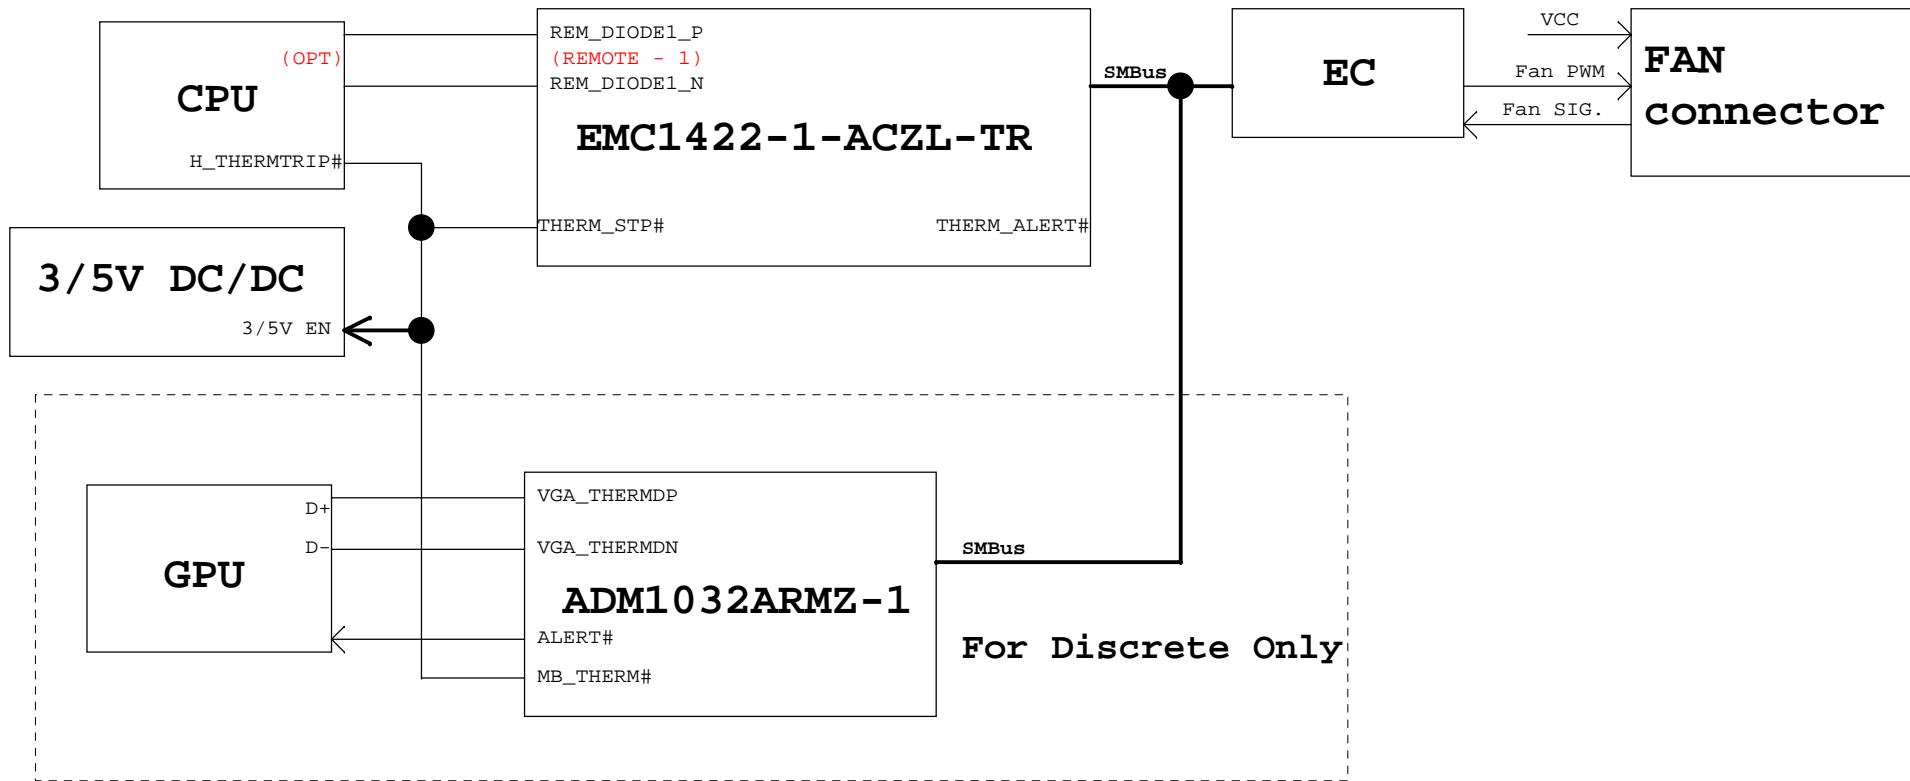 REM_DIODE1_P
(OPT)
(REMOTE - 1)
REM_DIODE1_N
CPU
EMC1422-1-ACZL-TR
H_THERMTRIP#
THERM_STP#
THERM_ALERT#
SMBus
EC
VCC
Fan PWM
Fan SIG.
FAN
connector
3/5V DC/DC
3/5V EN
D+
D-
GPU
VGA_THERMDP
VGA_THERMDN
ADM1032ARMZ-1
ALERT#
MB_THERM#
SMBus
For Discrete Only